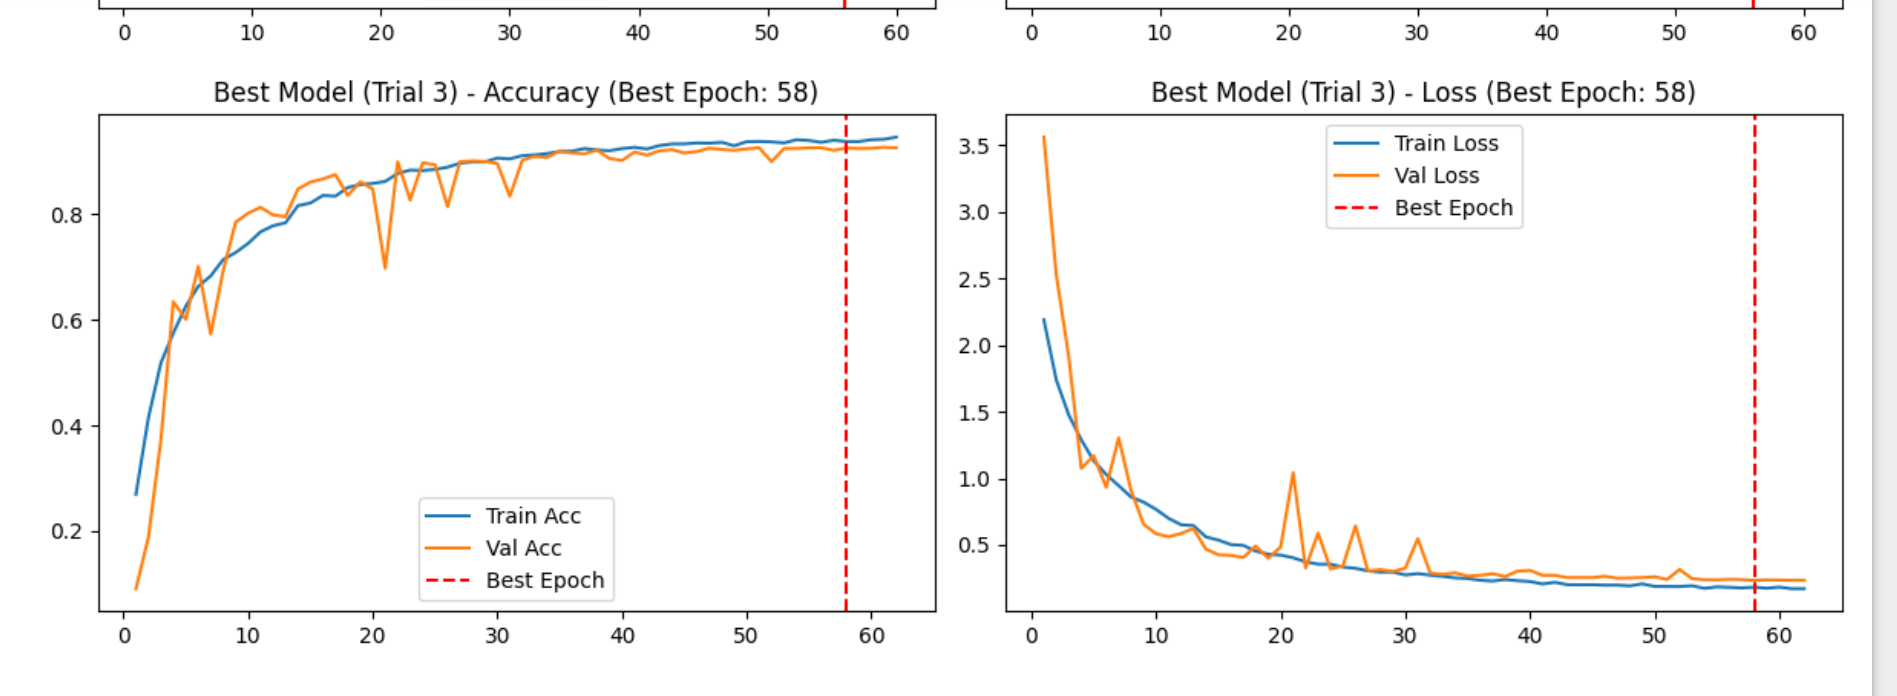 0 10 20 30 40 50 60
0 10 20 30 40 50 60
Best Model (Trial 3) - Accuracy (Best Epoch: 58)
0.8
0.6
0.4
0.2
Train Acc
Val Acc
Best Epoch
0 10 20 30 40 50 60
Best Model (Trial 3) - Loss (Best Epoch: 58)
3.5
3.0
2.5
2.0
1.5
1.0
0.5
Train Loss
Val Loss
Best Epoch
0 10 20 30 40 50 60